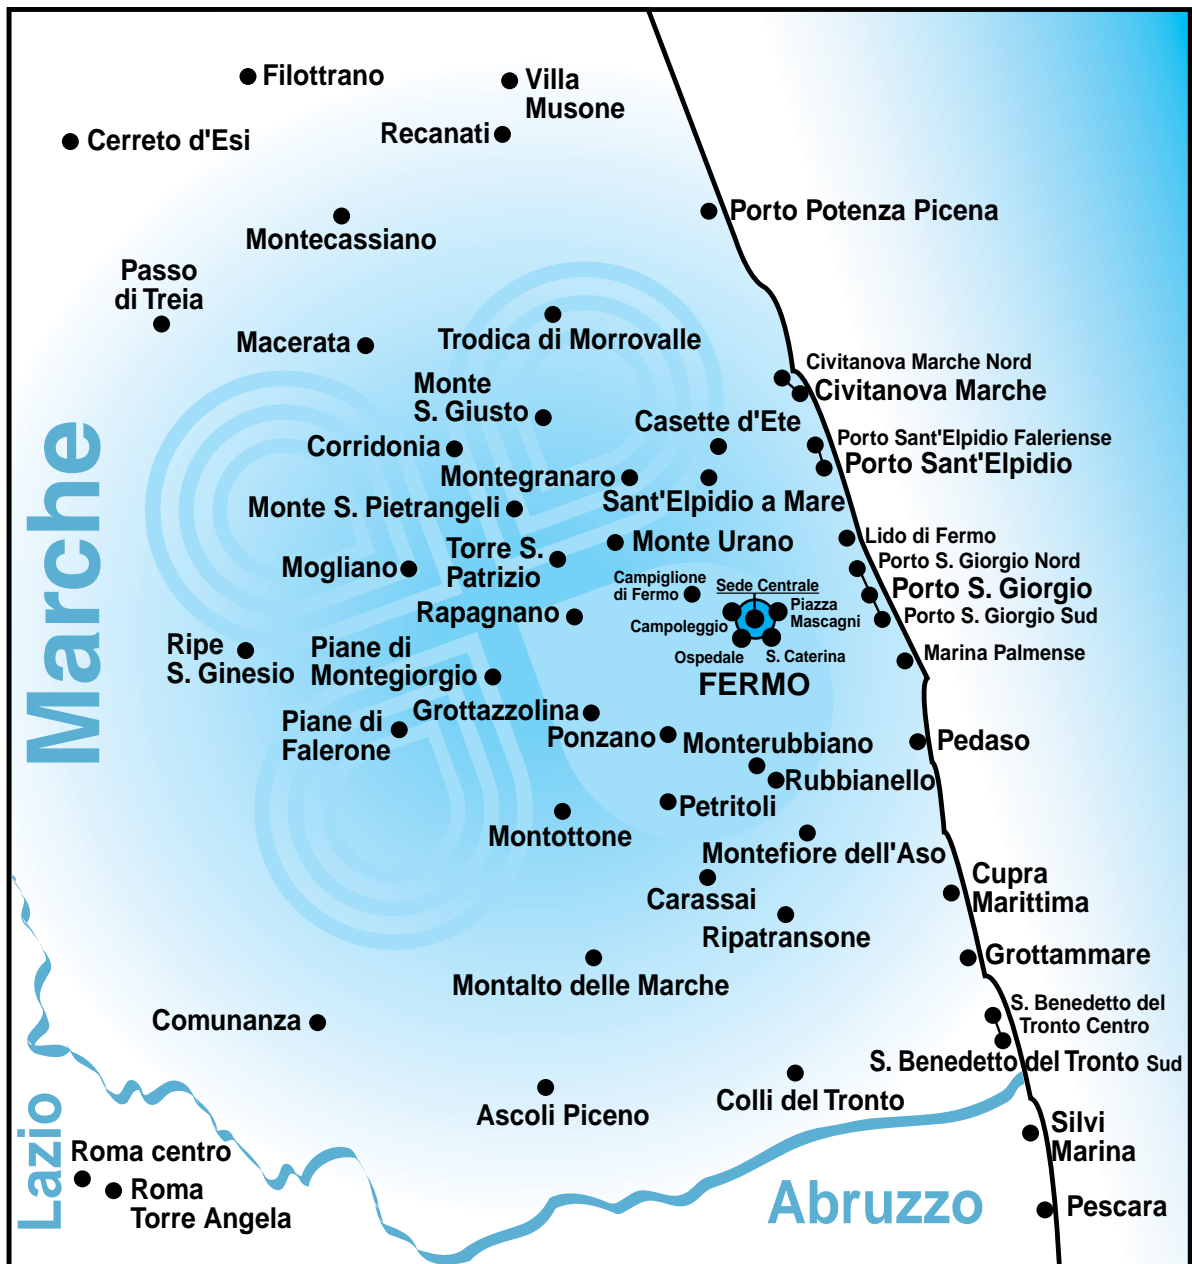 Filottrano
Villa
Musone
Cerreto d'Esi
Recanati
Porto Potenza Picena
Montecassiano
Passo
di Treia
Macerata
Trodica di Morrovalle
Civitanova Marche Nord
Civitanova Marche
Monte
S. Giusto
Casette d'Ete
Corridonia
Porto Sant'Elpidio Faleriense
Porto Sant'Elpidio
Montegranaro
Sant'Elpidio a Mare
Monte S. Pietrangeli
Marche
Lido di Fermo
Monte Urano
Torre S.
Patrizio
Mogliano
Porto S. Giorgio Nord
Porto S. Giorgio
Porto S. Giorgio Sud
Campiglione
di Fermo
Sede Centrale
Piazza
Mascagni
Campoleggio
Ospedale
S. Caterina
FERMO
Rapagnano
Ripe
S. Ginesio
Piane di
Montegiorgio
Marina Palmense
Grottazzolina
Piane di
Falerone
Ponzano
Monterubbiano
Pedaso
Rubbianello
Petritoli
Montottone
Montefiore dell'Aso
Carassai
Cupra
Marittima
Ripatransone
Grottammare
Montalto delle Marche
Comunanza
S. Benedetto del
Tronto Centro
S. Benedetto del Tronto Sud
Colli del Tronto
Ascoli Piceno
Silvi
Marina
Lazio
Roma centro
Roma
Torre Angela
Abruzzo
Pescara